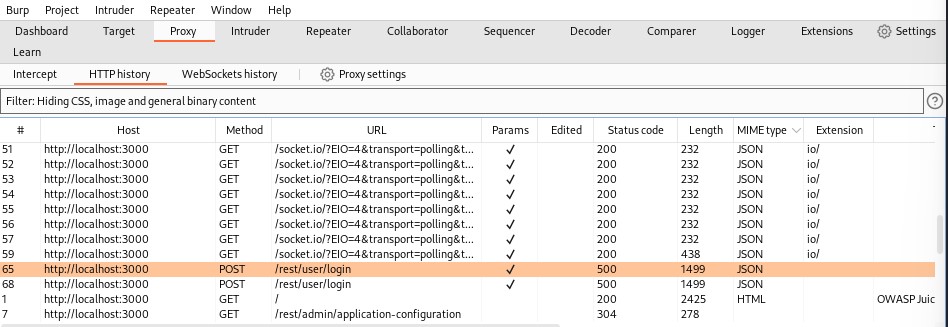 Burp Project Intruder Repeater Window Help
Dashboard Target Proxy Intruder Repeater Collaborator Sequencer Decoder Comparer Logger Extensions Settings
Learn
Intercept HTTP history WebSockets history Proxy settings
Filter: Hiding CSS, image and general binary content ?
# Host Method URL Params Edited Status code Length MIME type Extension
51 http://localhost:3000 GET /socket.io/?EIO=4&transport=polling&t... ✓ 200 232 JSON io/
52 http://localhost:3000 GET /socket.io/?EIO=4&transport=polling&t... ✓ 200 232 JSON io/
53 http://localhost:3000 GET /socket.io/?EIO=4&transport=polling&t... ✓ 200 232 JSON io/
54 http://localhost:3000 GET /socket.io/?EIO=4&transport=polling&t... ✓ 200 232 JSON io/
55 http://localhost:3000 GET /socket.io/?EIO=4&transport=polling&t... ✓ 200 232 JSON io/
56 http://localhost:3000 GET /socket.io/?EIO=4&transport=polling&t... ✓ 200 232 JSON io/
57 http://localhost:3000 GET /socket.io/?EIO=4&transport=polling&t... ✓ 200 232 JSON io/
59 http://localhost:3000 GET /socket.io/?EIO=4&transport=polling&t... ✓ 200 438 JSON io/
65 http://localhost:3000 POST /rest/user/login ✓ 500 1499 JSON
68 http://localhost:3000 POST /rest/user/login ✓ 500 1499 JSON
1 http://localhost:3000 GET / 200 2425 HTML OWASP Juic
7 http://localhost:3000 GET /rest/admin/application-configuration 304 278